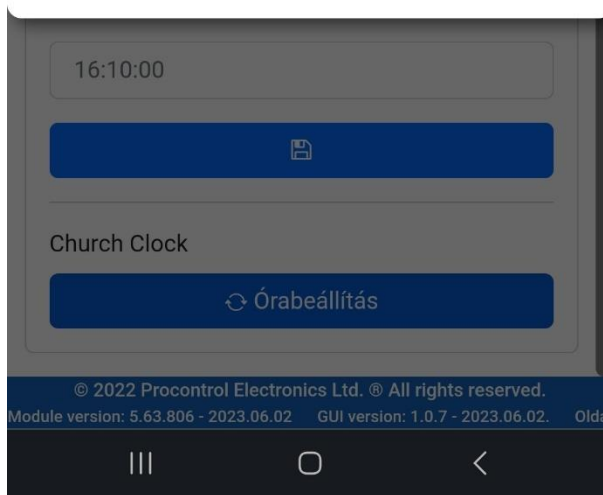 16:10:00
Church Clock
Órabeállítás
© 2022 Procontrol Electronics Ltd. ® All rights reserved.
Module version: 5.63.806 - 2023.06.02 GUI version: 1.0.7 - 2023.06.02.